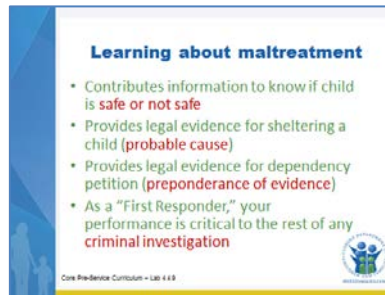 Learning about maltreatment
• Contributes information to know if child
is safe or not safe
• Provides legal evidence for sheltering a
child (probable cause)
• Provides legal evidence for dependency
petition (preponderance of evidence)
• As a “First Responder,” your
performance is critical to the rest of any
criminal investigation
Core Pre-Service Curriculum – Lab 4.4.9